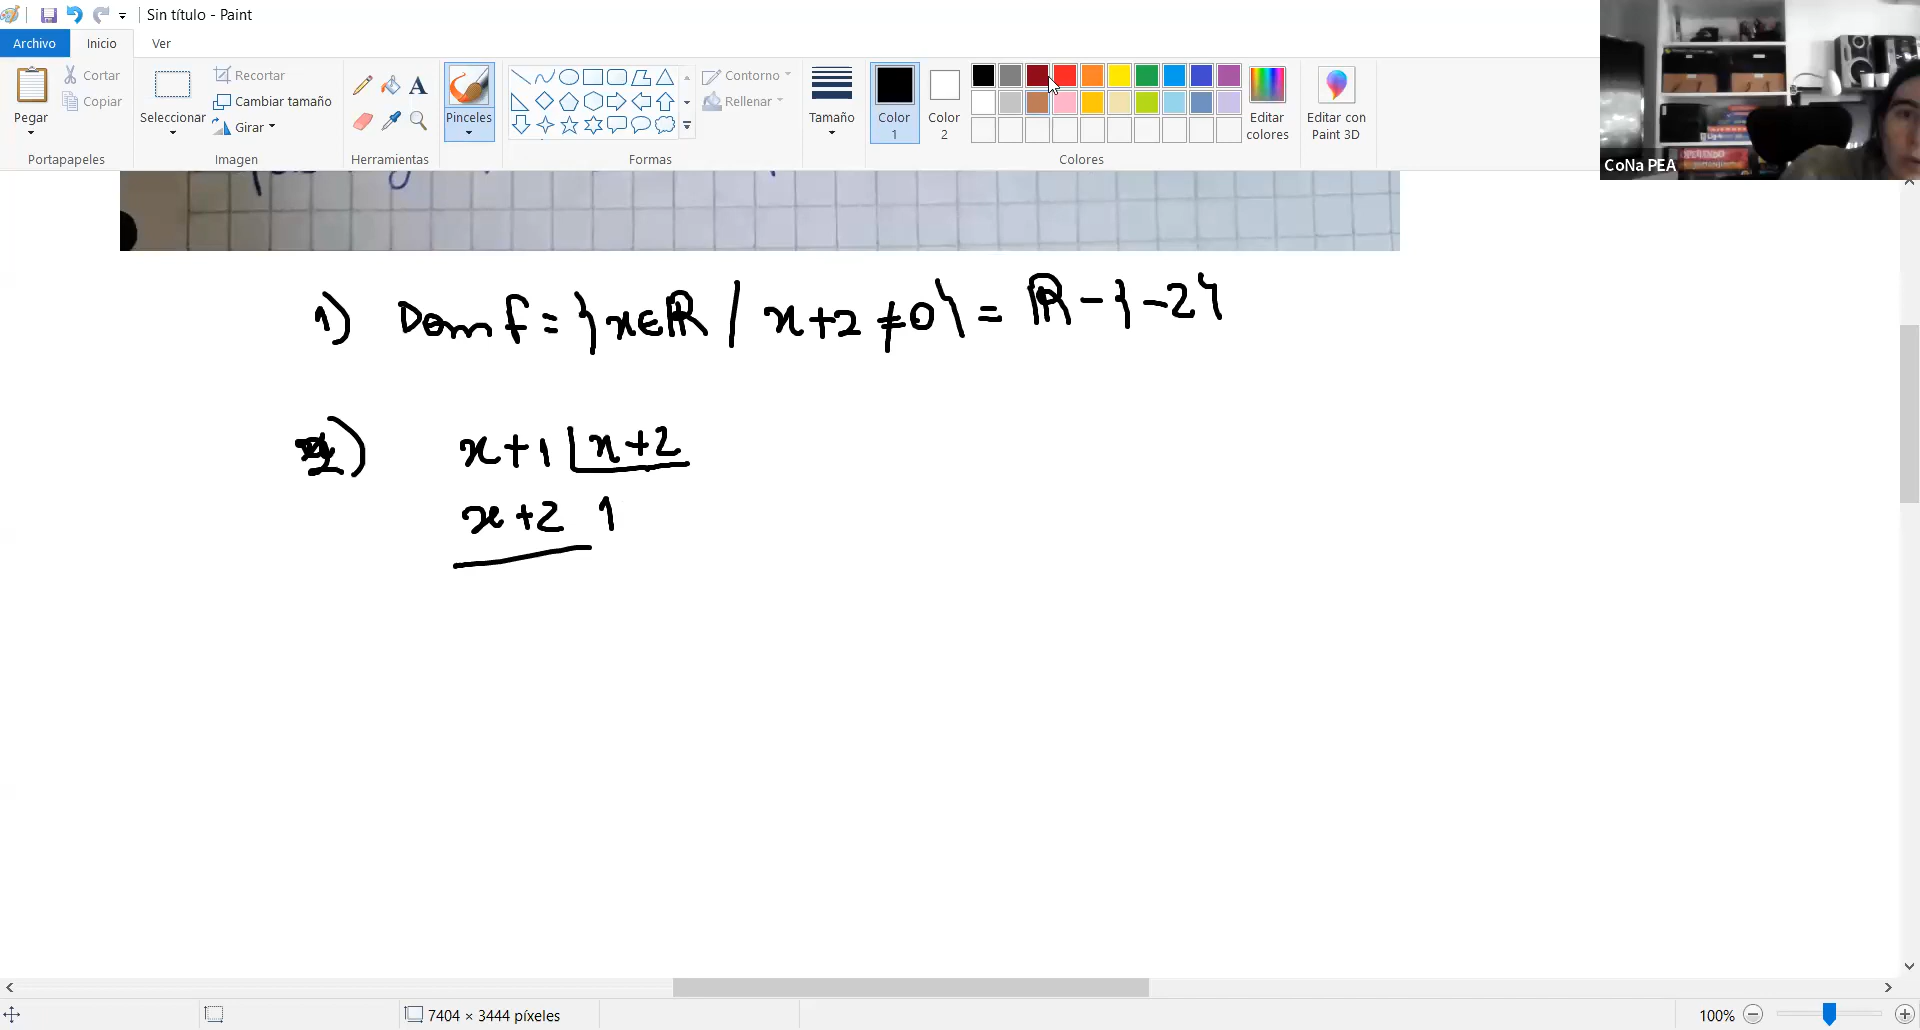 Sin título - Paint
Archivo Inicio Ver
Pegar
Cortar
Copiar
Portapapeles
Seleccionar
Recortar
Cambiar tamaño
Girar
Imagen
A
Herramientas
Pinceles
Contorno
Rellenar
Formas
Tamaño
Color 1
Color 2
Editar colores
Editar con Paint 3D
Colores
CoNa PEA
1) Dom f = {x∈ℝ / x+2≠0} = ℝ - {-2}
2) x+1 |x+2
x+2 1
7404 × 3444 píxeles
100%